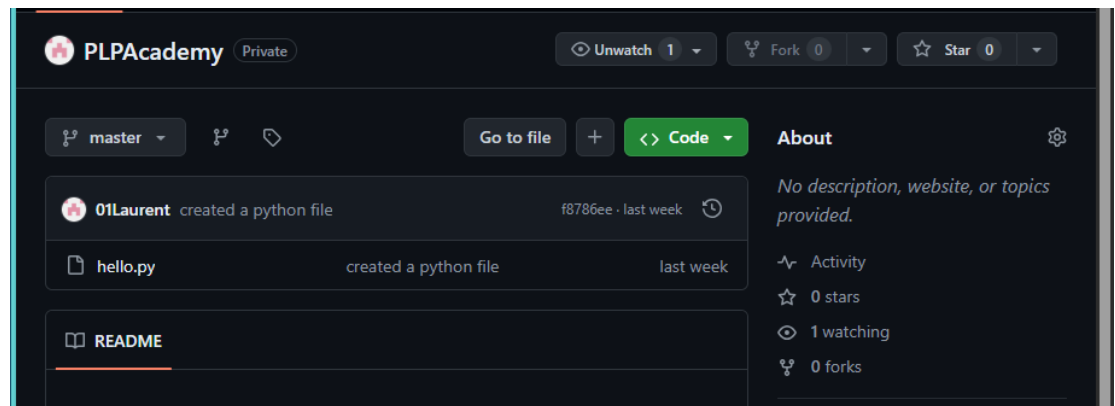 PLPAcademy Private Unwatch 1 Fork 0 Star 0
master Go to file + <> Code
01Laurent created a python file f8786ee · last week
hello.py created a python file last week
README
About
No description, website, or topics
provided.
Activity
0 stars
1 watching
0 forks